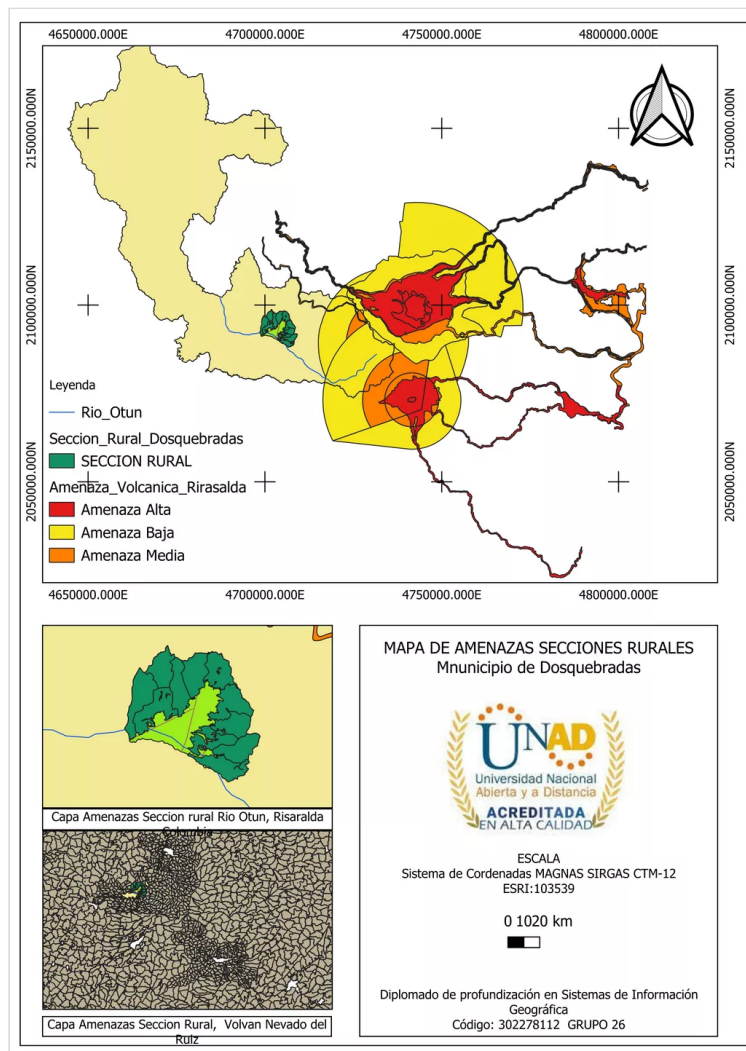 4650000.000E 4700000.000E 4750000.000E 4800000.000E
2150000.000N 2150000.000N
2100000.000N 2100000.000N
2050000.000N 2050000.000N
Leyenda
Rio_Otun
Seccion_Rural_Dosquebradas
SECCION RURAL
Amenaza_Volcanica_Rirasalda
Amenaza Alta
Amenaza Baja
Amenaza Media
4650000.000E 4700000.000E 4750000.000E 4800000.000E
Capa Amenazas Seccion rural Rio Otun, Risaralda
Colombia
Capa Amenazas Seccion Rural, Volvan Nevado del
Ruiz
MAPA DE AMENAZAS SECCIONES RURALES
Mnunicipio de Dosquebradas
UNAD
Universidad Nacional
Abierta y a Distancia
ACREDITADA
EN ALTA CALIDAD
ESCALA
Sistema de Cordenadas MAGNAS SIRGAS CTM-12
ESRI:103539
0 1020 km
Diplomado de profundización en Sistemas de Información
Geográfica
Código: 302278112 GRUPO 26